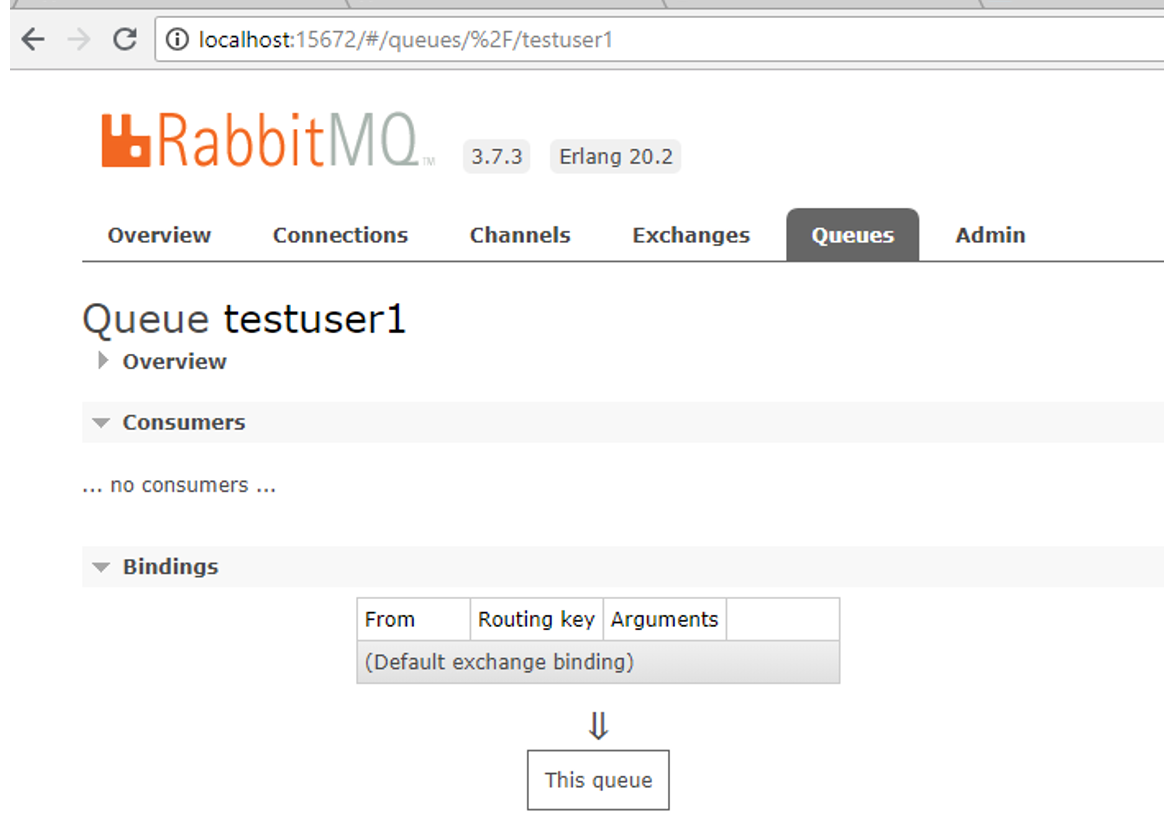 localhost:15672/#/queues/%2F/testuser1
RabbitMQ™ 3.7.3 Erlang 20.2
Overview Connections Channels Exchanges Queues Admin
Queue testuser1
Overview
Consumers
... no consumers ...
Bindings
From Routing key Arguments
(Default exchange binding)
⇓
This queue